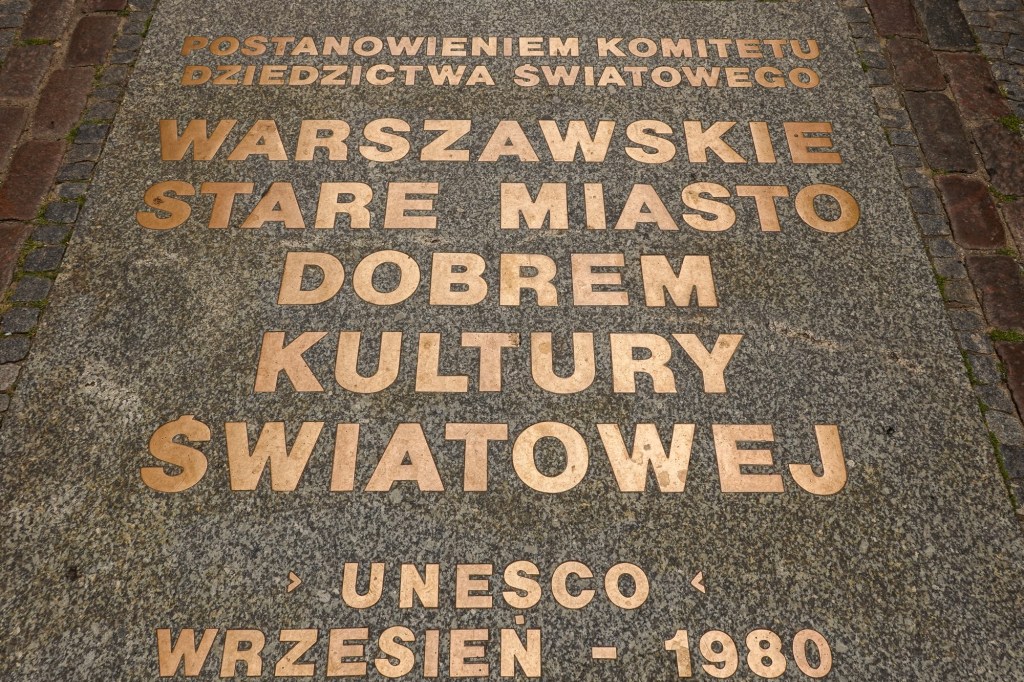 POSTANOWIENIEM KOMITETU
DZIEDZICTWA ŚWIATOWEGO
WARSZAWSKIE
STARE MIASTO
DOBREM
KULTURY
ŚWIATOWEJ
› UNESCO ‹
WRZESIEŃ - 1980